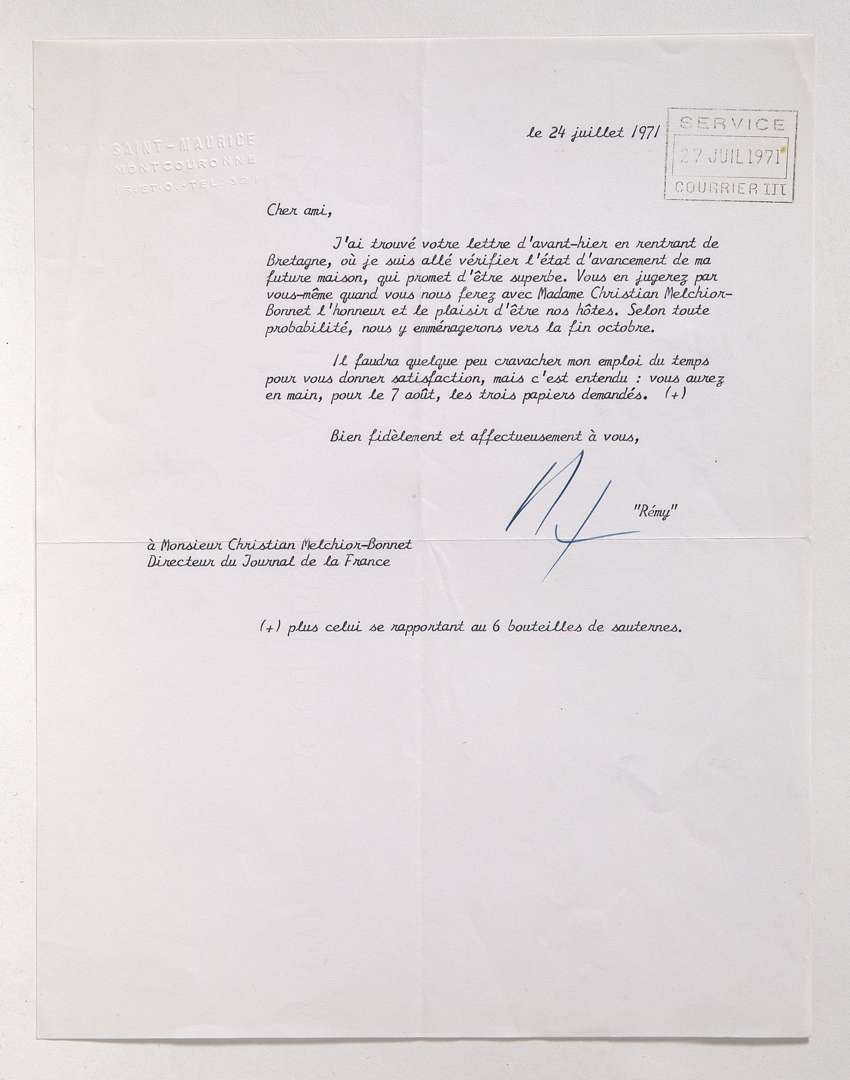 le 24 juillet 1971
SERVICE
27 JUIL 1971
COURRIER III
SAINT-MAURICE
MONTCOURONNE
Cher ami,
J'ai trouvé votre lettre d'avant-hier en rentrant de
Bretagne, où je suis allé vérifier l'état d'avancement de ma
future maison, qui promet d'être superbe. Vous en jugerez par
vous-même quand vous nous ferez avec Madame Christian Melchior-
Bonnet l'honneur et le plaisir d'être nos hôtes. Selon toute
probabilité, nous y emménagerons vers la fin octobre.
Il faudra quelque peu cravacher mon emploi du temps
pour vous donner satisfaction, mais c'est entendu : vous aurez
en main, pour le 7 août, les trois papiers demandés. (+)
Bien fidèlement et affectueusement à vous,
"Rémy"
à Monsieur Christian Melchior-Bonnet
Directeur du Journal de la France
(+) plus celui se rapportant au 6 bouteilles de sauternes.